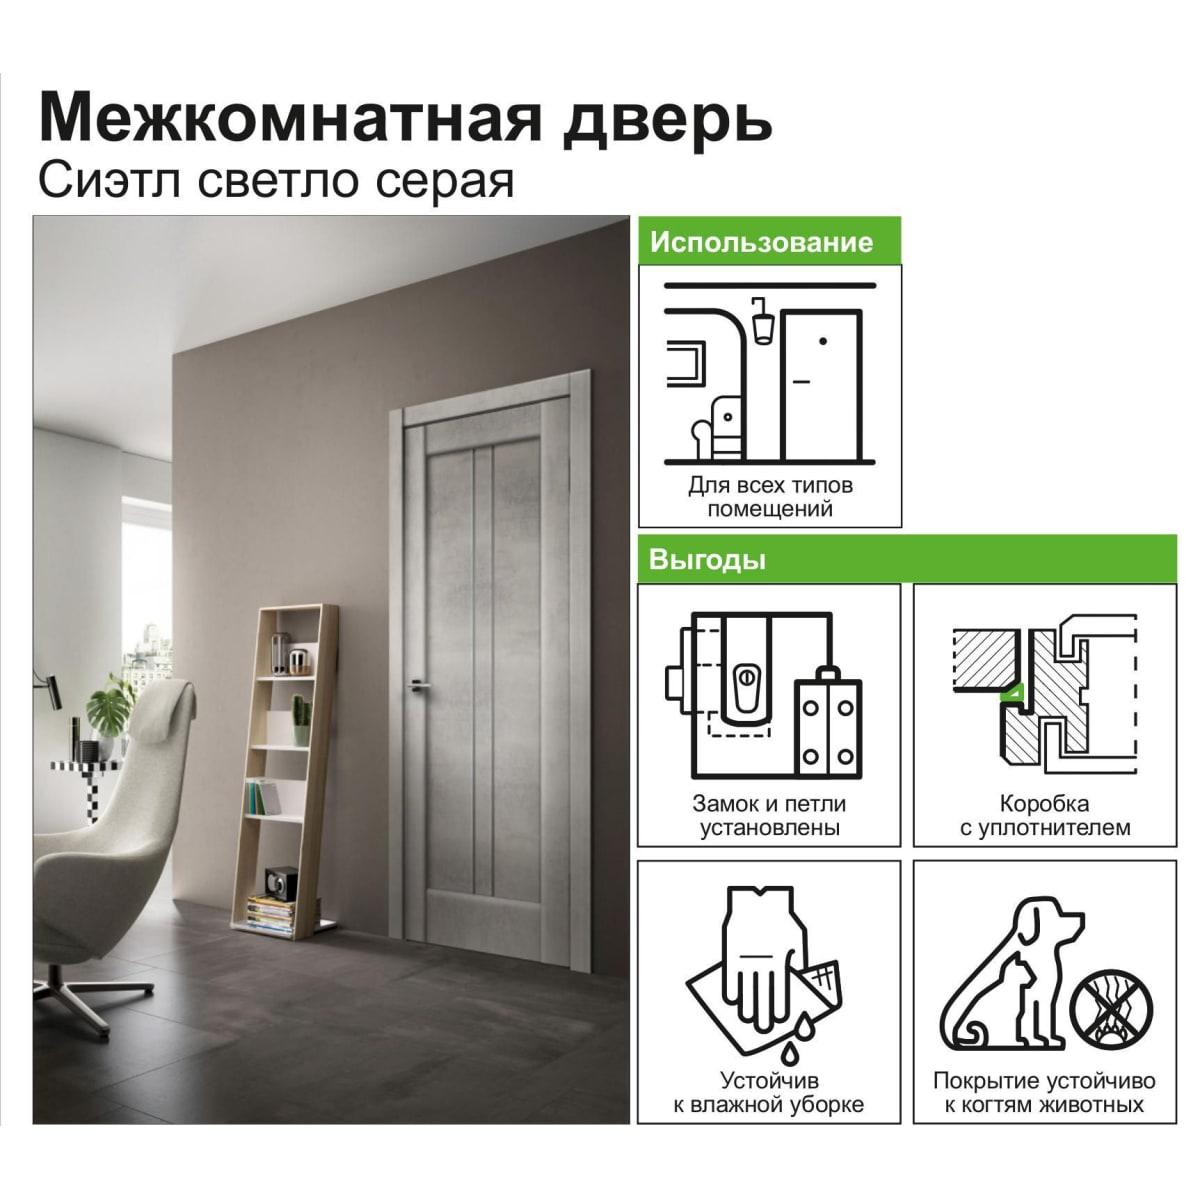 Межкомнатная дверь
Сиэтл светло серая
Использование
Для всех типов
помещений
Выгоды
Замок и петли
установлены
Коробка
с уплотнителем
Устойчив
к влажной уборке
Покрытие устойчиво
к когтям животных